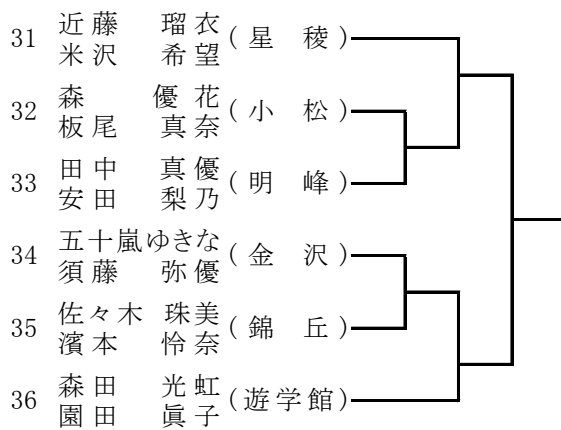 31 近藤 瑠衣 (星稜)
米沢 希望
32 森 優花 (小松)
板尾 真奈
33 田中 真優 (明峰)
安田 梨乃
34 五十嵐ゆきな (金沢)
須藤 弥優
35 佐々木 珠美 (錦丘)
濱本 怜奈
36 森田 光虹 (遊学館)
園田 眞子